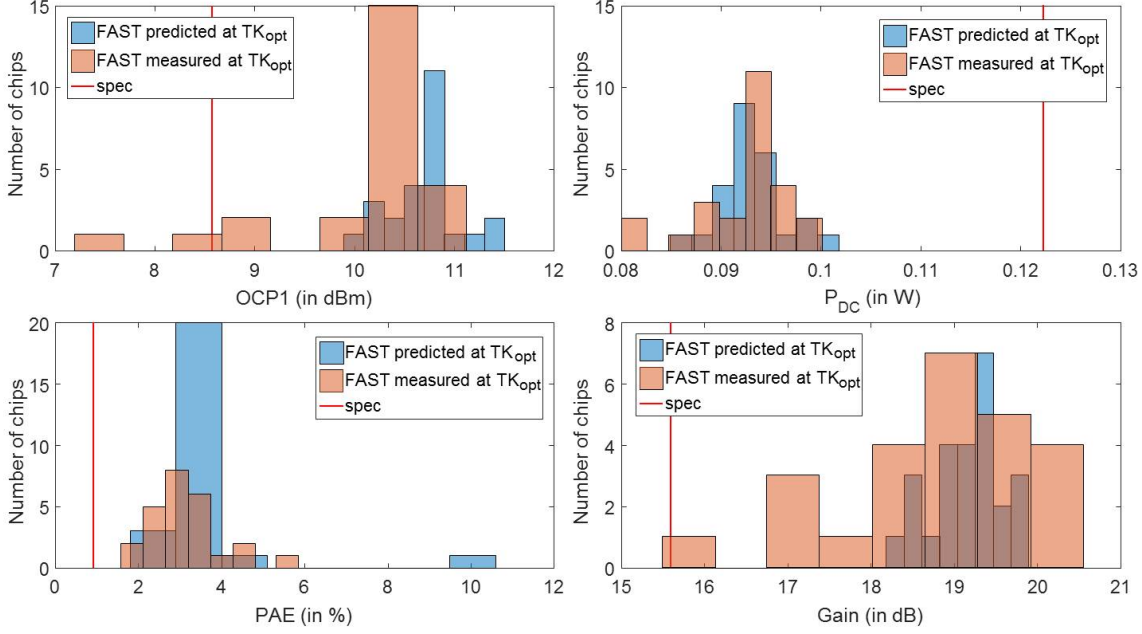 Number of chips
15
10
5
0
FAST predicted at TKopt
FAST measured at TKopt
spec
7 8 9 10 11 12
OCP1 (in dBm)
Number of chips
15
10
5
0
FAST predicted at TKopt
FAST measured at TKopt
spec
0.08 0.09 0.1 0.11 0.12 0.13
PDC (in W)
Number of chips
20
15
10
5
0
FAST predicted at TKopt
FAST measured at TKopt
spec
0 2 4 6 8 10 12
PAE (in %)
Number of chips
8
6
4
2
0
FAST predicted at TKopt
FAST measured at TKopt
spec
15 16 17 18 19 20 21
Gain (in dB)